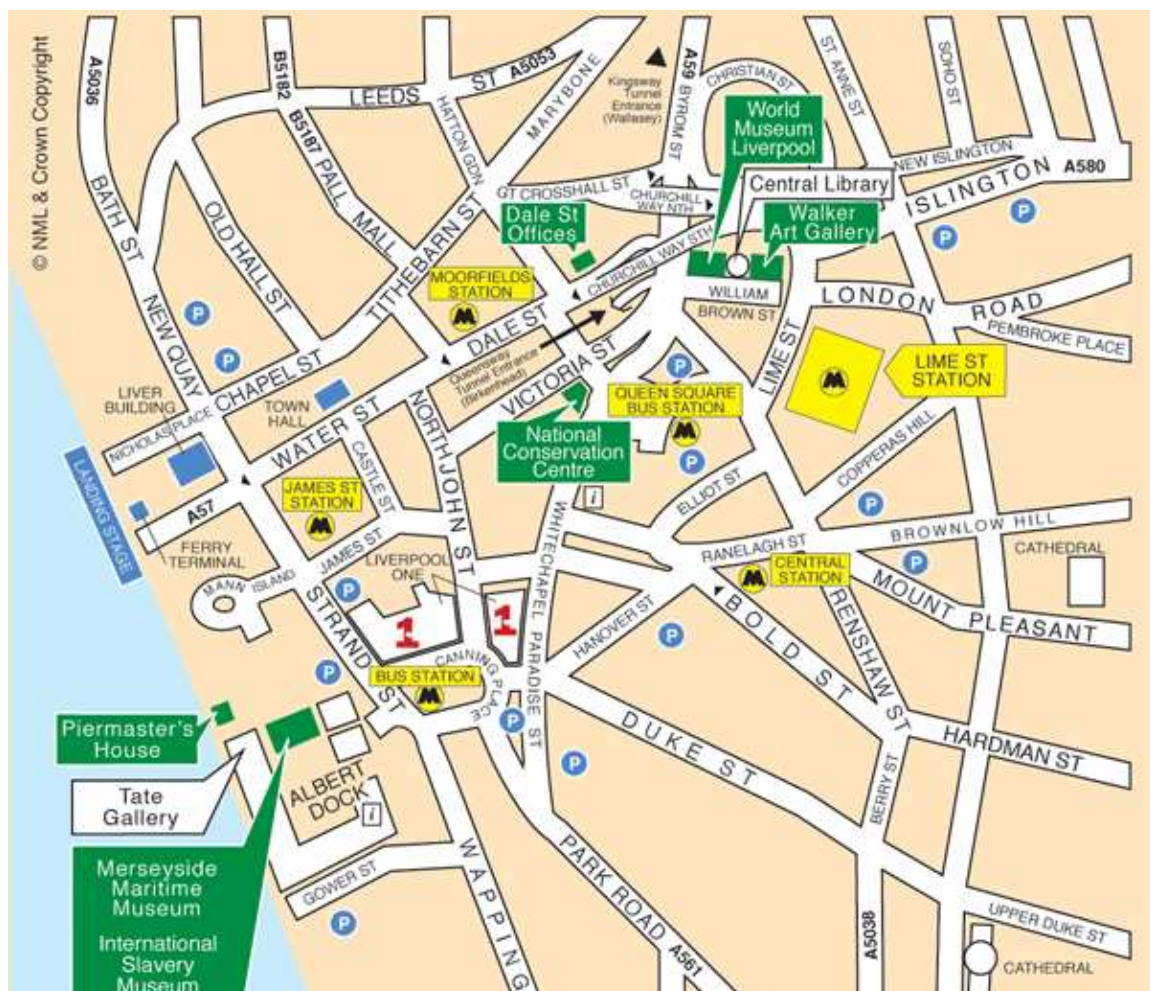 © NML & Crown Copyright
A5036
B5182
LEEDS ST A5053
B5187 PALL MALL
HATTON GDN
MARYBONE
Kingsway
Tunnel
Entrance
(Wallasey)
A59 BYROM ST
CHRISTIAN ST
ST. ANNE ST
SOHO ST
World
Museum
Liverpool
NEW ISLINGTON
ISLINGTON
A580
BATH ST
OLD HALL ST
TITHEBARN ST
GT CROSSHALL ST
CHURCHILL
WAY NTH
Central Library
Walker
Art Gallery
Dale St
Offices
CHURCHILL WAY STH
P
P
MOORFIELDS
STATION
M
WILLIAM
BROWN ST
LONDON ROAD
PEMBROKE PLACE
NEW QUAY
P
P
CHAPEL ST
DALE ST
Queensway
Tunnel Entrance
(Birkenhead)
VICTORIA ST
LIME ST
M
LIME ST
STATION
LIVER
BUILDING
TOWN
HALL
NICHOLAS PLACE
WATER ST
NORTH JOHN ST
P
QUEEN SQUARE
BUS STATION
M
P
National
Conservation
Centre
COPPERAS HILL
LANDING STAGE
A57
JAMES ST
STATION
M
CASTLE ST
i
ELLIOT ST
P
BROWNLOW HILL
FERRY
TERMINAL
JAMES ST
LIVERPOOL
ONE
WHITECHAPEL
RANELAGH ST
P
CATHEDRAL
MANN ISLAND
P
1
1
CENTRAL
STATION
M
MOUNT PLEASANT
STRAND ST
PARADISE ST
HANOVER ST
P
BOLD ST
RENSHAW ST
CANNING PLACE
P
BUS STATION
M
P
Piermaster's
House
DUKE ST
HARDMAN ST
P
BERRY ST
Tate
Gallery
ALBERT
DOCK
i
Merseyside
Maritime
Museum
International
Slavery
Museum
GOWER ST
P
WAPPING
PARK ROAD
A561
A5038
UPPER DUKE ST
CATHEDRAL